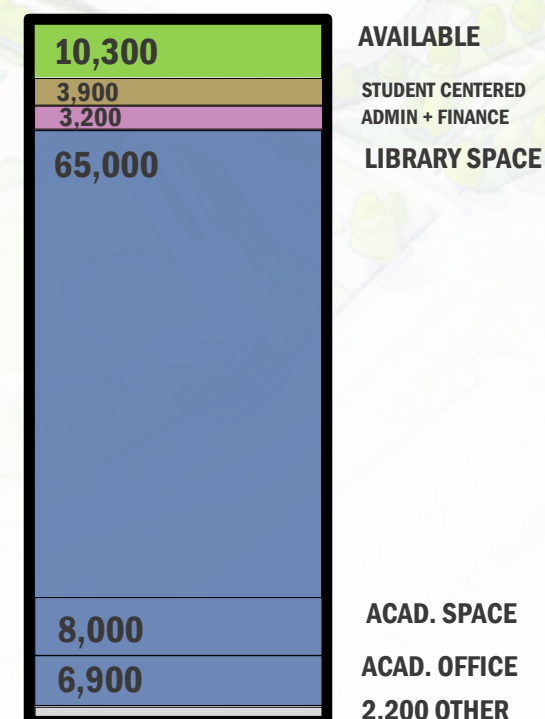 10,300 AVAILABLE
3,900 STUDENT CENTERED
3,200 ADMIN + FINANCE
65,000 LIBRARY SPACE
8,000 ACAD. SPACE
6,900 ACAD. OFFICE
2,200 OTHER